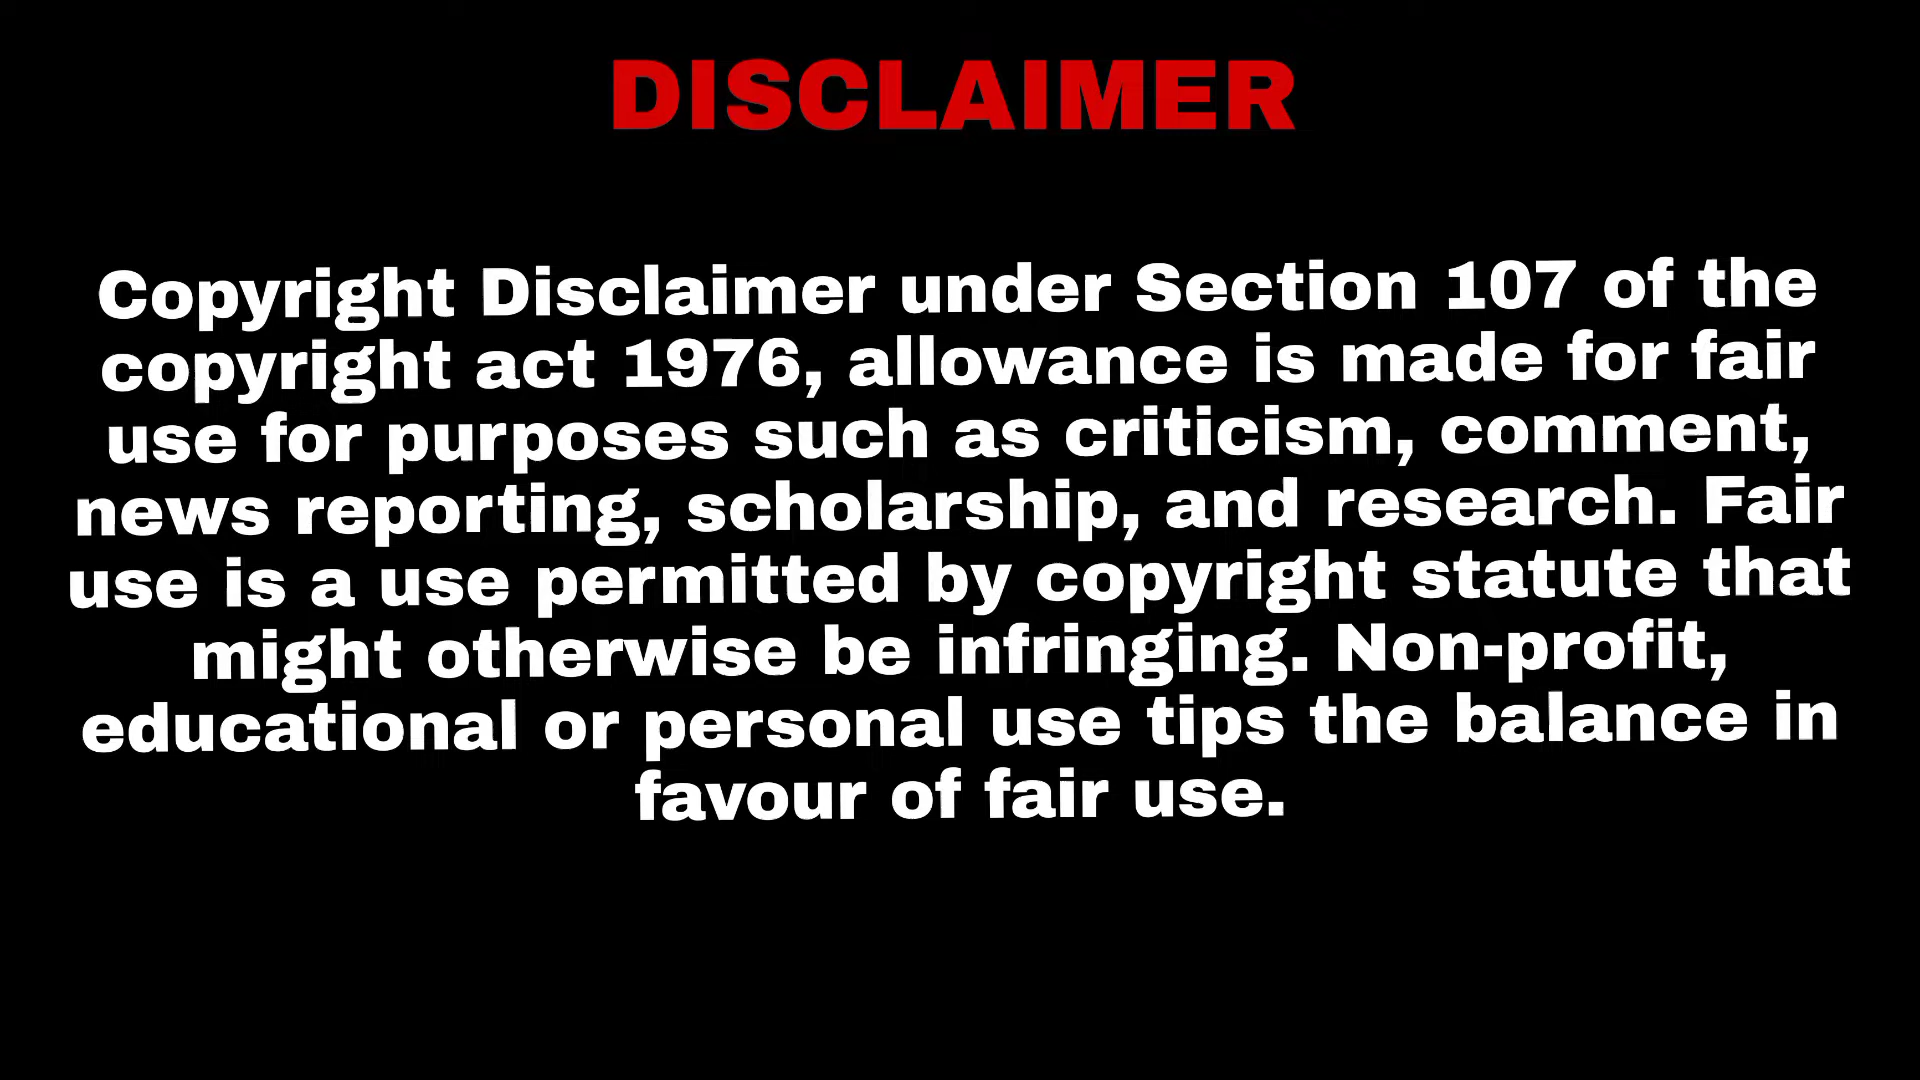 DISCLAIMER
Copyright Disclaimer under Section 107 of the
copyright act 1976, allowance is made for fair
use for purposes such as criticism, comment,
news reporting, scholarship, and research. Fair
use is a use permitted by copyright statute that
might otherwise be infringing. Non-profit,
educational or personal use tips the balance in
favour of fair use.